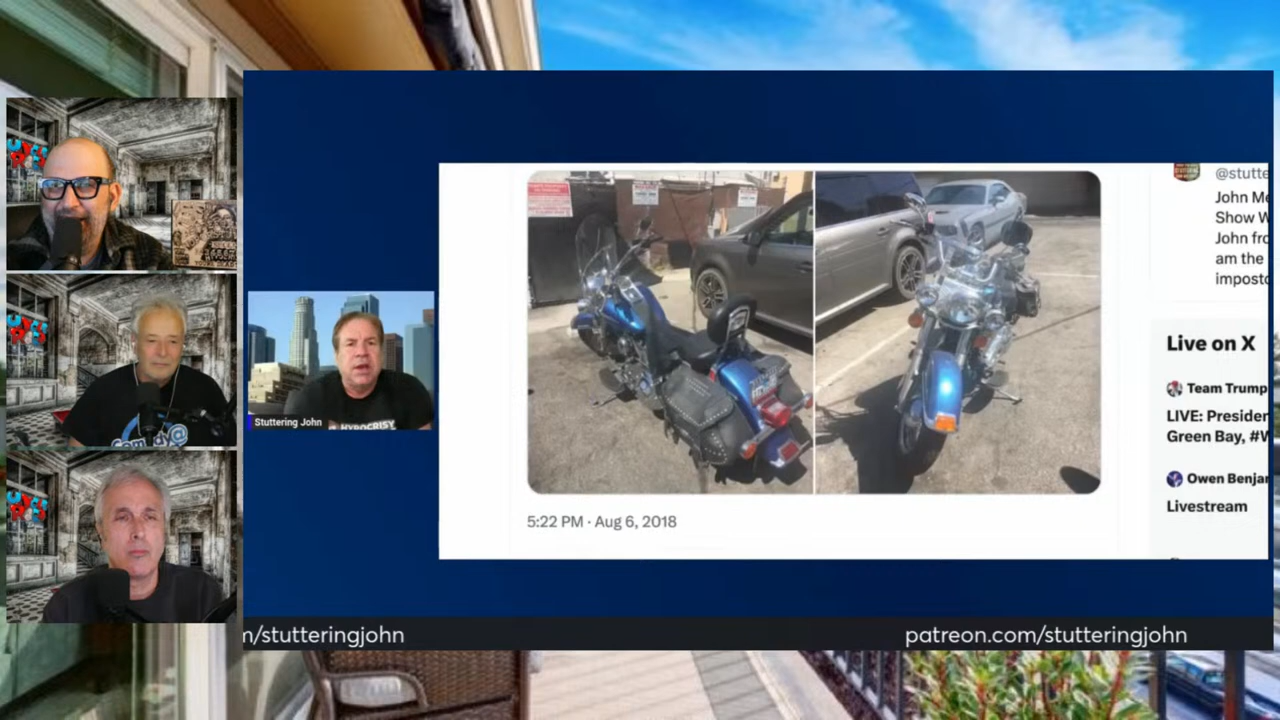 @stutte
John Me
Show W
John fro
am the
imposto
Live on X
Team Trump
LIVE: Presiden
Green Bay, #W
Owen Benjar
Livestream
Stuttering John
HYPOCRISY
5:22 PM · Aug 6, 2018
m/stutteringjohn
patreon.com/stutteringjohn